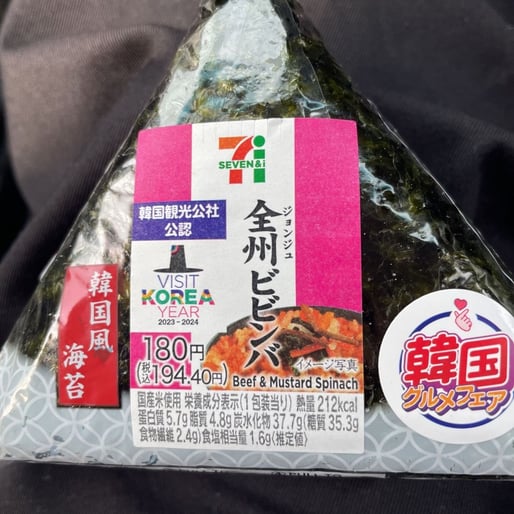 7i
SEVEN&i
韓国観光公社
公認
ジョンジュ
全州ビビンバ
VISIT
KOREA
YEAR
2023-2024
韓国風
海苔
180円
(税込194.40円)
イメージ写真
Beef & Mustard Spinach
国産米使用 栄養成分表示(1包装当り) 熱量 212kcal
蛋白質 5.7g 脂質 4.8g 炭水化物 37.7g(糖質 35.3g
食物繊維 2.4g)食塩相当量 1.6g(推定値)
韓国
グルメフェア